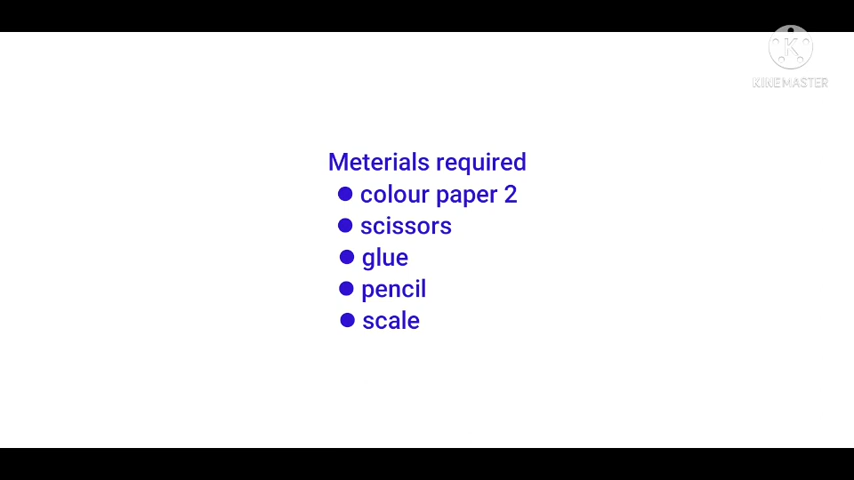 KINEMASTER
Meterials required
● colour paper 2
● scissors
● glue
● pencil
● scale